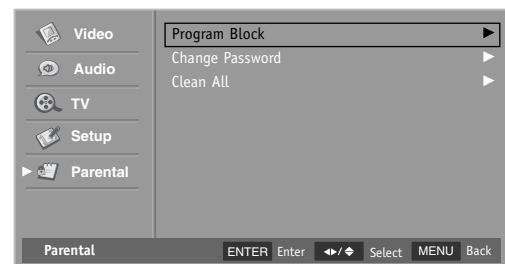 Video
Audio
TV
Setup
Parental
Program Block
Change Password
Clean All
Parental
ENTER Enter Select MENU Back